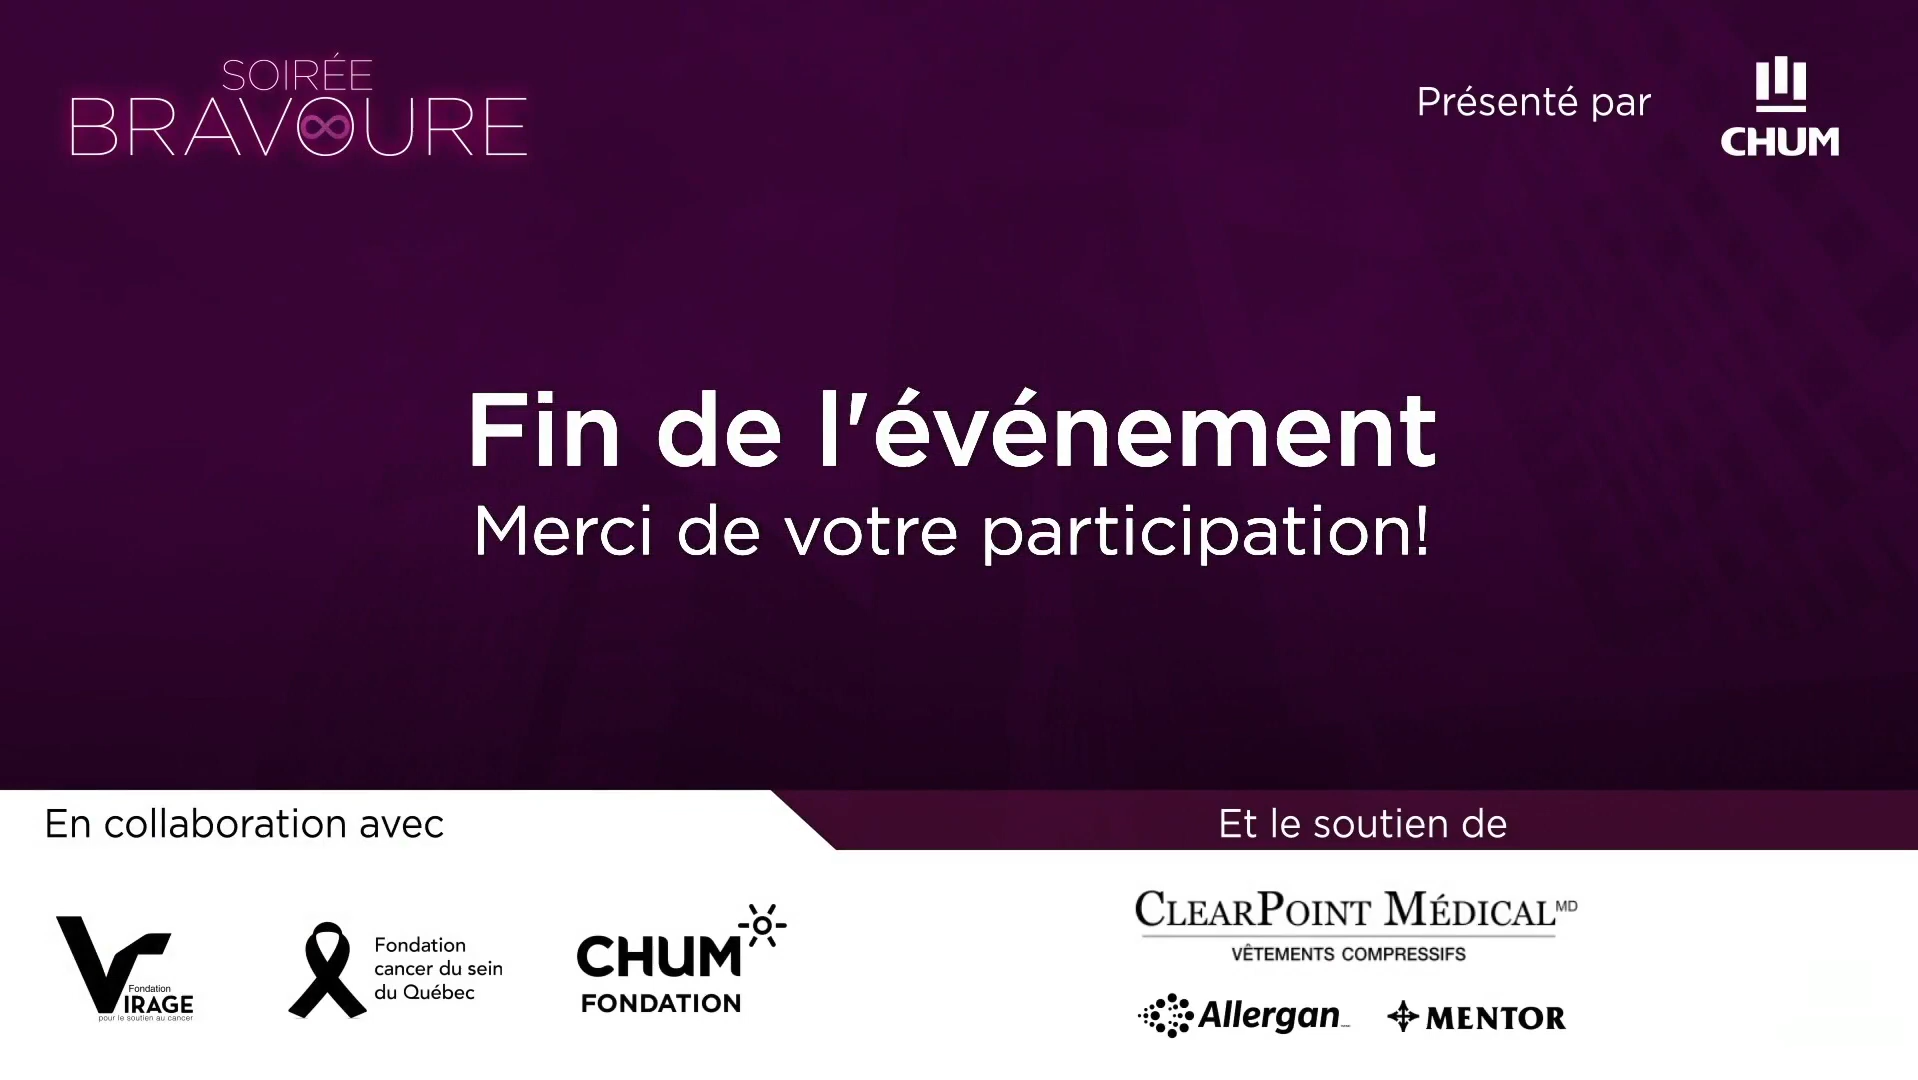 SOIRÉE
BRAVOURE
Présenté par
CHUM
Fin de l'événement
Merci de votre participation!
En collaboration avec
Et le soutien de
Fondation
VIRAGE
pour le soutien au cancer
Fondation
cancer du sein
du Québec
CHUM
FONDATION
CLEARPOINT MÉDICAL MD
VÊTEMENTS COMPRESSIFS
Allergan
MENTOR